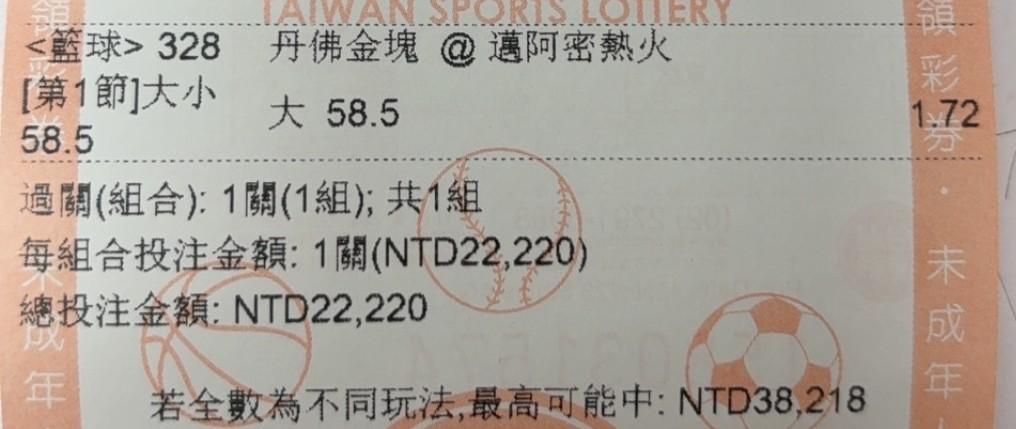 TAIWAN SPORTS LOTTERY
<籃球> 328 丹佛金塊 @ 邁阿密熱火
[第1節]大小 大 58.5 1.72
58.5
過關(組合): 1關(1組); 共1組
每組合投注金額: 1關(NTD22,220)
總投注金額: NTD22,220
若全數為不同玩法,最高可能中: NTD38,218
領彩券.未成年